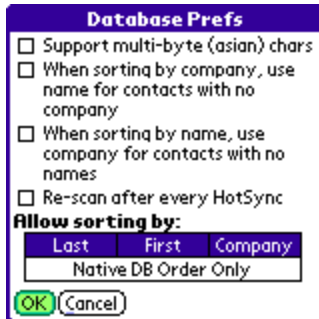 Database Prefs
Support multi-byte (asian) chars
When sorting by company, use
name for contacts with no
company
When sorting by name, use
company for contacts with no
names
Re-scan after every HotSync
Allow sorting by:
Last First Company
Native DB Order Only
OK Cancel